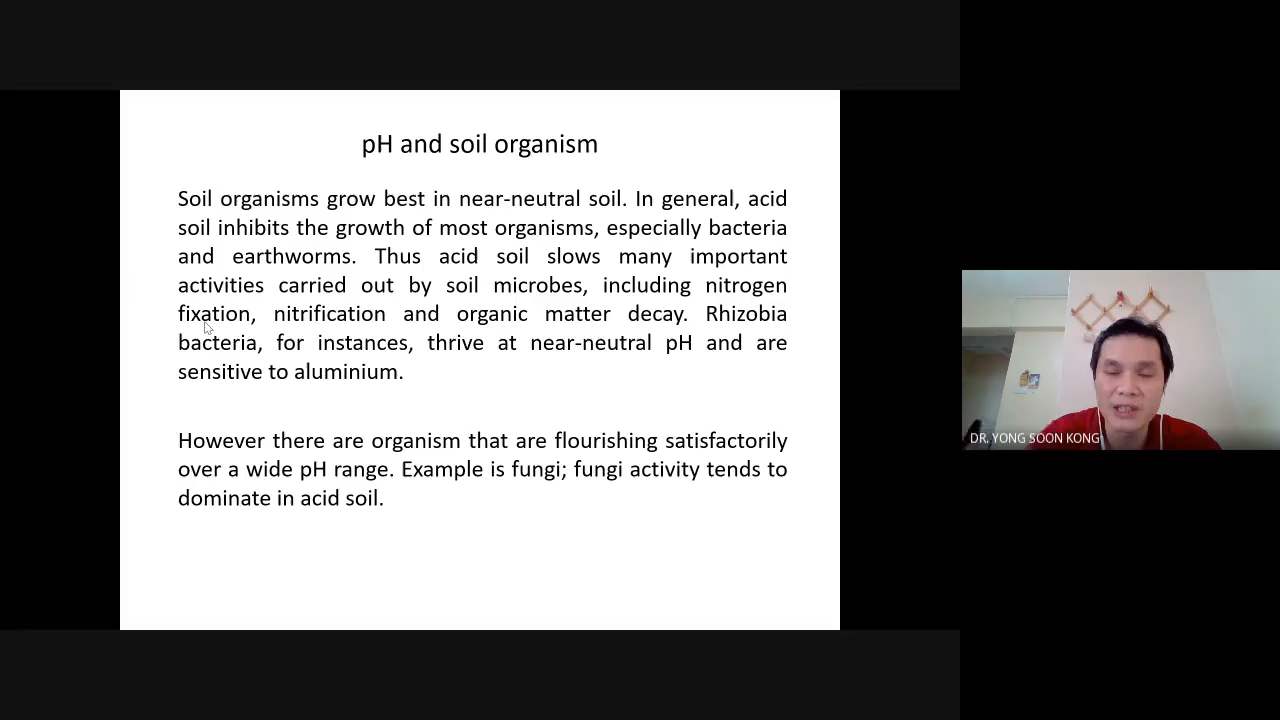 pH and soil organism
Soil organisms grow best in near-neutral soil. In general, acid
soil inhibits the growth of most organisms, especially bacteria
and earthworms. Thus acid soil slows many important
activities carried out by soil microbes, including nitrogen
fixation, nitrification and organic matter decay. Rhizobia
bacteria, for instances, thrive at near-neutral pH and are
sensitive to aluminium.
However there are organism that are flourishing satisfactorily
over a wide pH range. Example is fungi; fungi activity tends to
dominate in acid soil.
DR. YONG SOON KONG